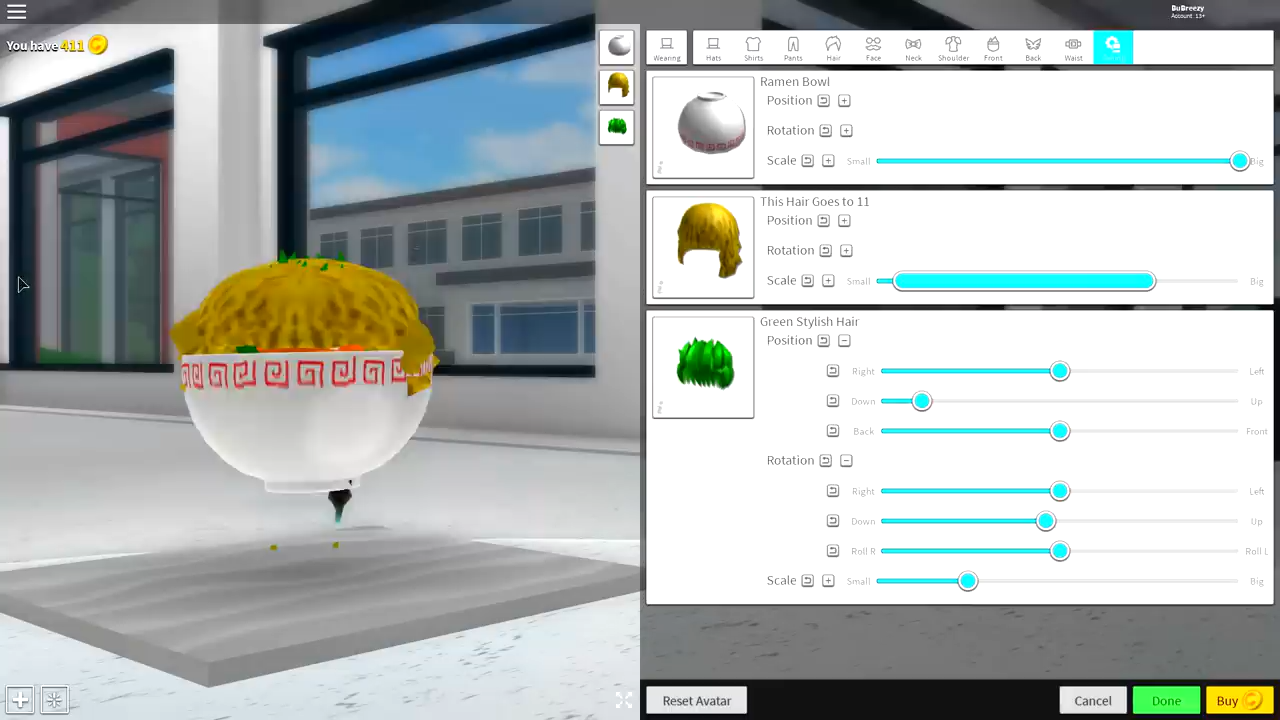 BuBreezy
Account: 13+
You have 411
Wearing
Hats
Shirts
Pants
Hair
Face
Neck
Shoulder
Front
Back
Waist
Ramen Bowl
Position
Rotation
Scale
Small
Big
This Hair Goes to 11
Position
Rotation
Scale
Small
Big
Green Stylish Hair
Position
Right
Left
Down
Up
Back
Front
Rotation
Right
Left
Down
Up
Roll R
Roll L
Scale
Small
Big
Reset Avatar
Cancel
Done
Buy